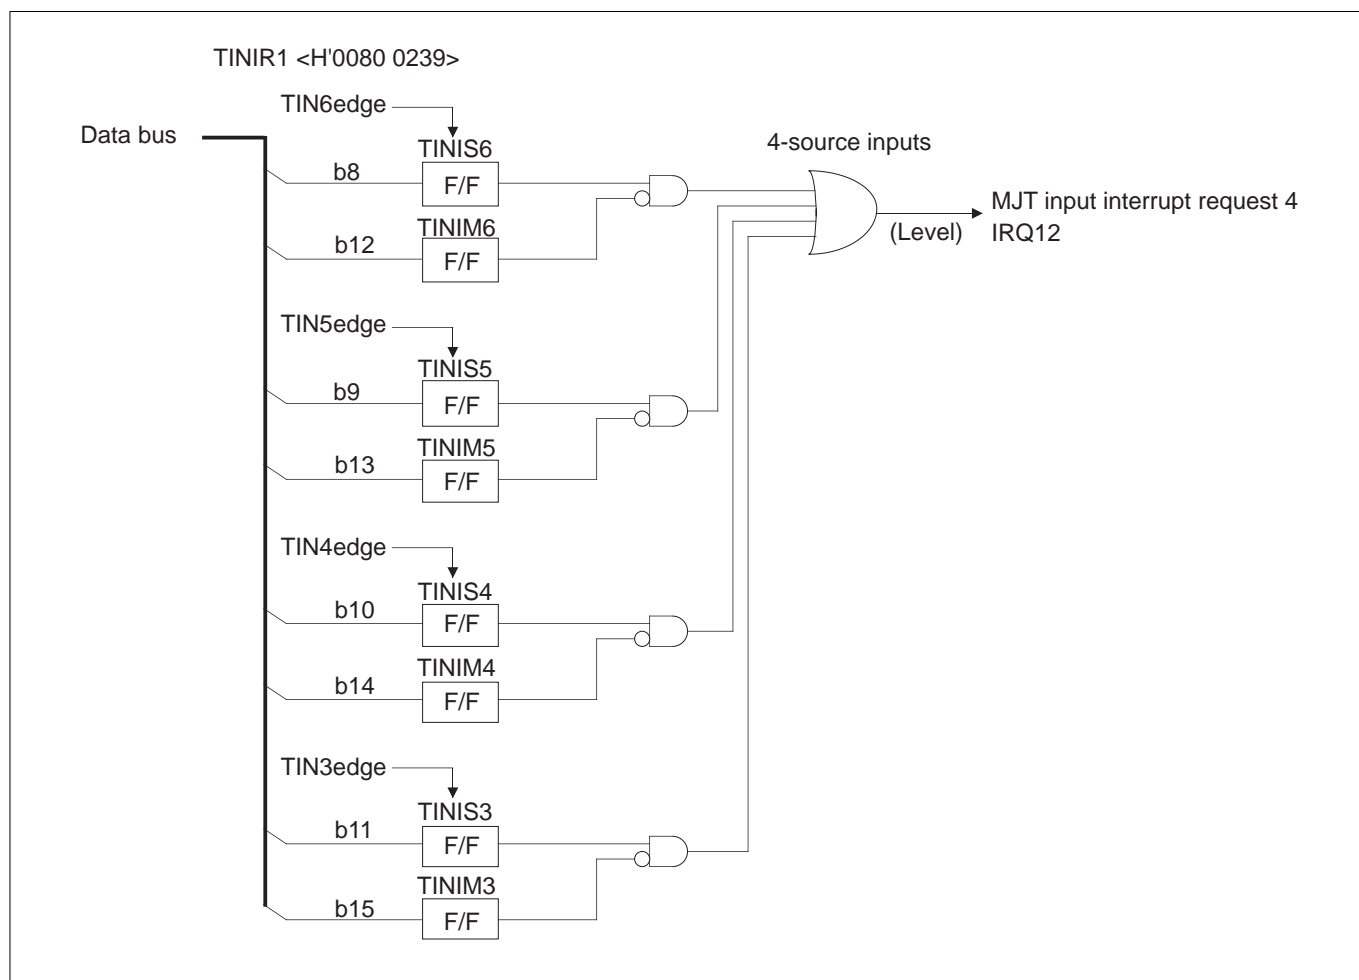 TINIR1 <H'0080 0239>
TIN6edge
Data bus
TINIS6
4-source inputs
b8
F/F
MJT input interrupt request 4
TINIM6
(Level)
IRQ12
b12
F/F
TIN5edge
TINIS5
b9
F/F
TINIM5
b13
F/F
TIN4edge
TINIS4
b10
F/F
TINIM4
b14
F/F
TIN3edge
TINIS3
b11
F/F
TINIM3
b15
F/F